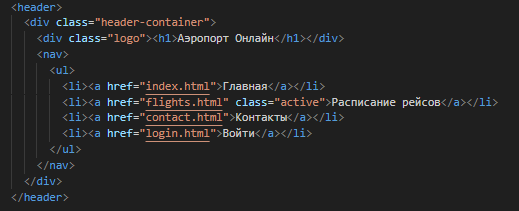 <header>
<div class="header-container">
<div class="logo"><h1>Аэропорт Онлайн</h1></div>
<nav>
<ul>
<li><a href="index.html">Главная</a></li>
<li><a href="flights.html" class="active">Расписание рейсов</a></li>
<li><a href="contact.html">Контакты</a></li>
<li><a href="login.html">Войти</a></li>
</ul>
</nav>
</div>
</header>